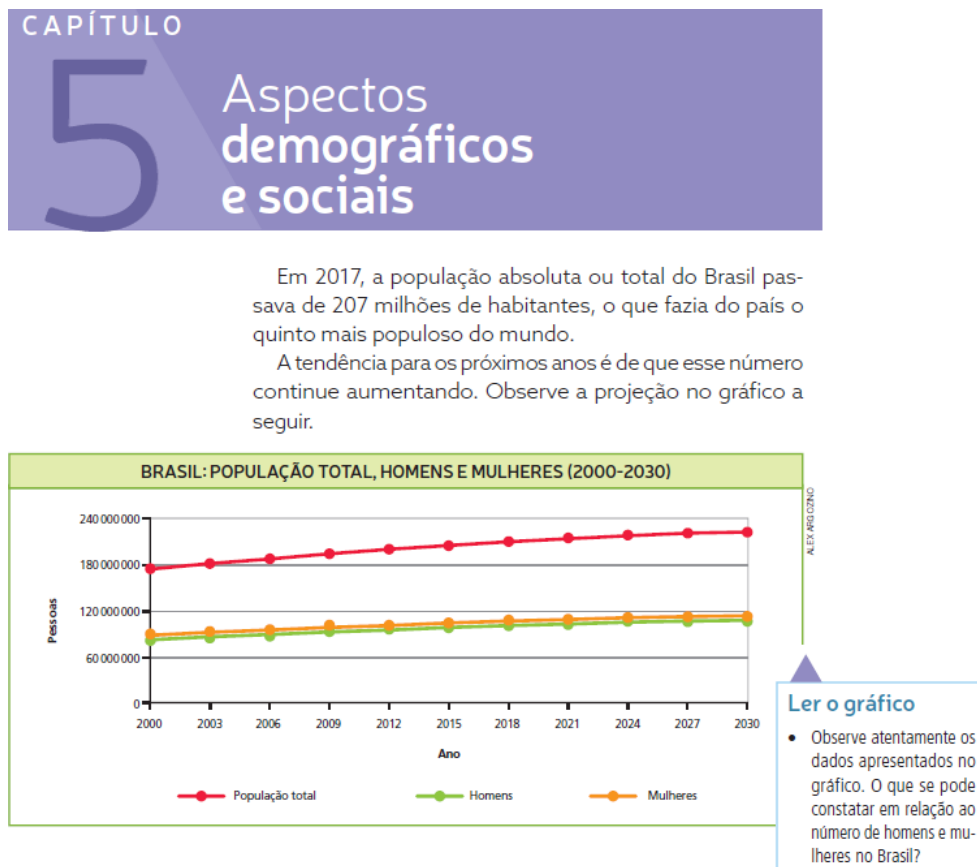 CAPÍTULO
5
Aspectos
demográficos
e sociais
Em 2017, a população absoluta ou total do Brasil pas-
sava de 207 milhões de habitantes, o que fazia do país o
quinto mais populoso do mundo.
A tendência para os próximos anos é de que esse número
continue aumentando. Observe a projeção no gráfico a
seguir.
BRASIL: POPULAÇÃO TOTAL, HOMENS E MULHERES (2000-2030)
ALEX ARGOZINO
Pessoas
240 000 000
180 000 000
120 000 000
60 000 000
0
2000 2003 2006 2009 2012 2015 2018 2021 2024 2027 2030
Ano
População total Homens Mulheres
Ler o gráfico
• Observe atentamente os
dados apresentados no
gráfico. O que se pode
constatar em relação ao
número de homens e mu-
lheres no Brasil?